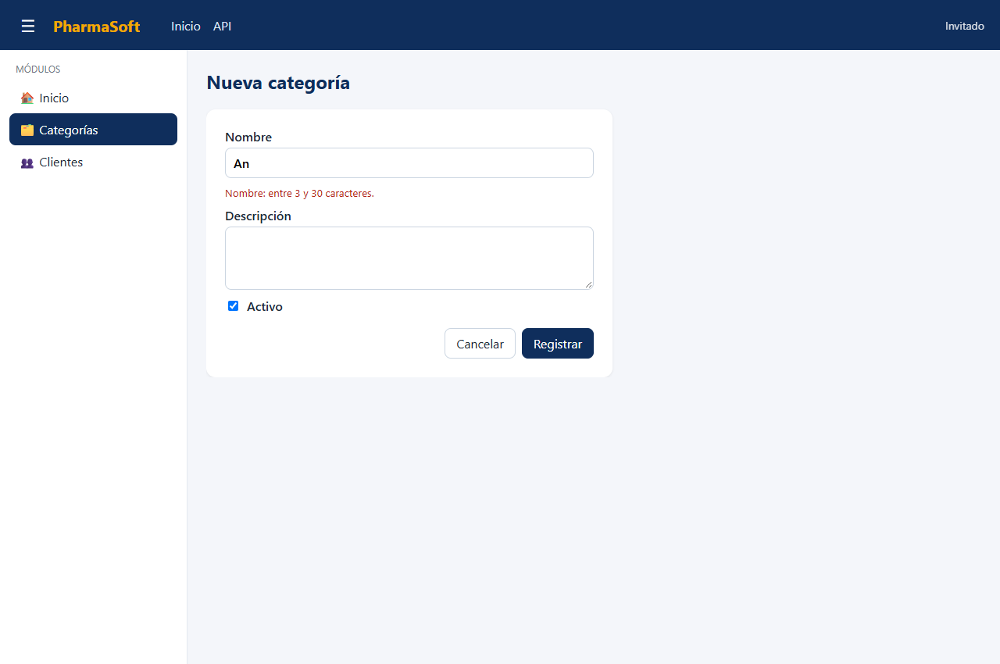 ☰ PharmaSoft Inicio API Invitado
MÓDULOS
Inicio
Categorías
Clientes
Nueva categoría
Nombre
An
Nombre: entre 3 y 30 caracteres.
Descripción
Activo
Cancelar Registrar